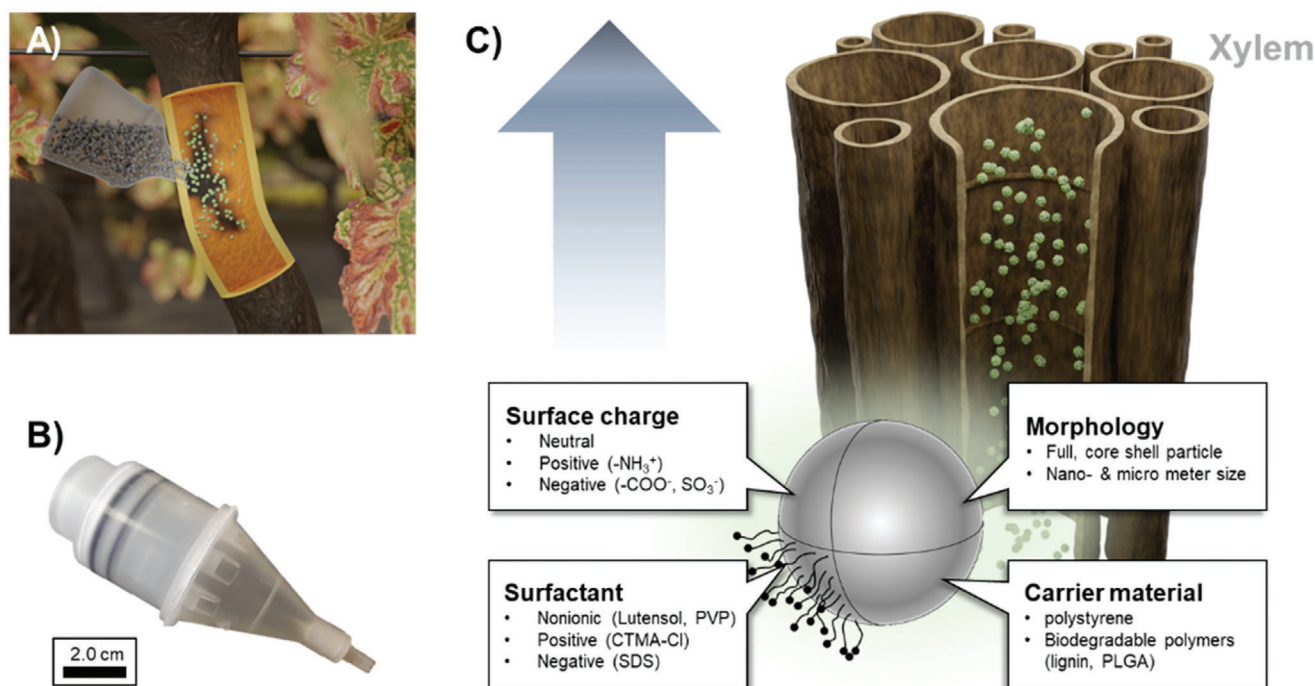 A)
B)
2.0 cm
C)
Xylem
Surface charge
• Neutral
• Positive (-NH₃⁺)
• Negative (-COO⁻, SO₃⁻)
Morphology
• Full, core shell particle
• Nano- & micro meter size
Surfactant
• Nonionic (Lutensol, PVP)
• Positive (CTMA-Cl)
• Negative (SDS)
Carrier material
• polystyrene
• Biodegradable polymers
(lignin, PLGA)